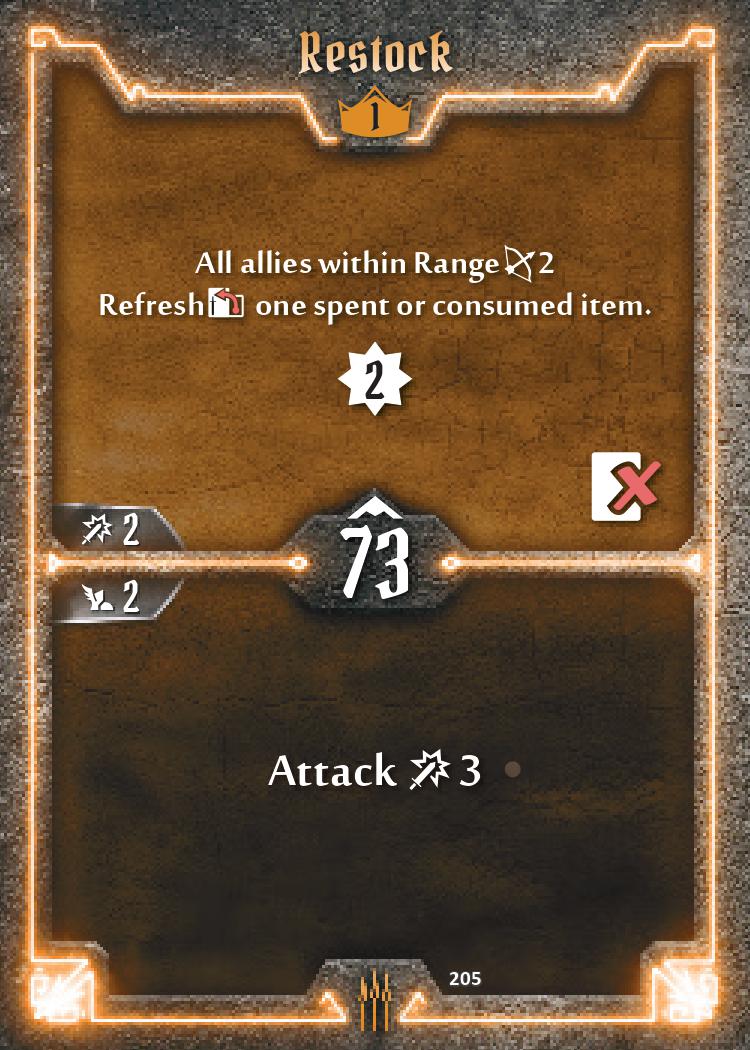 Restock
1
All allies within Range 2
Refresh one spent or consumed item.
2
2
73
2
Attack 3
205